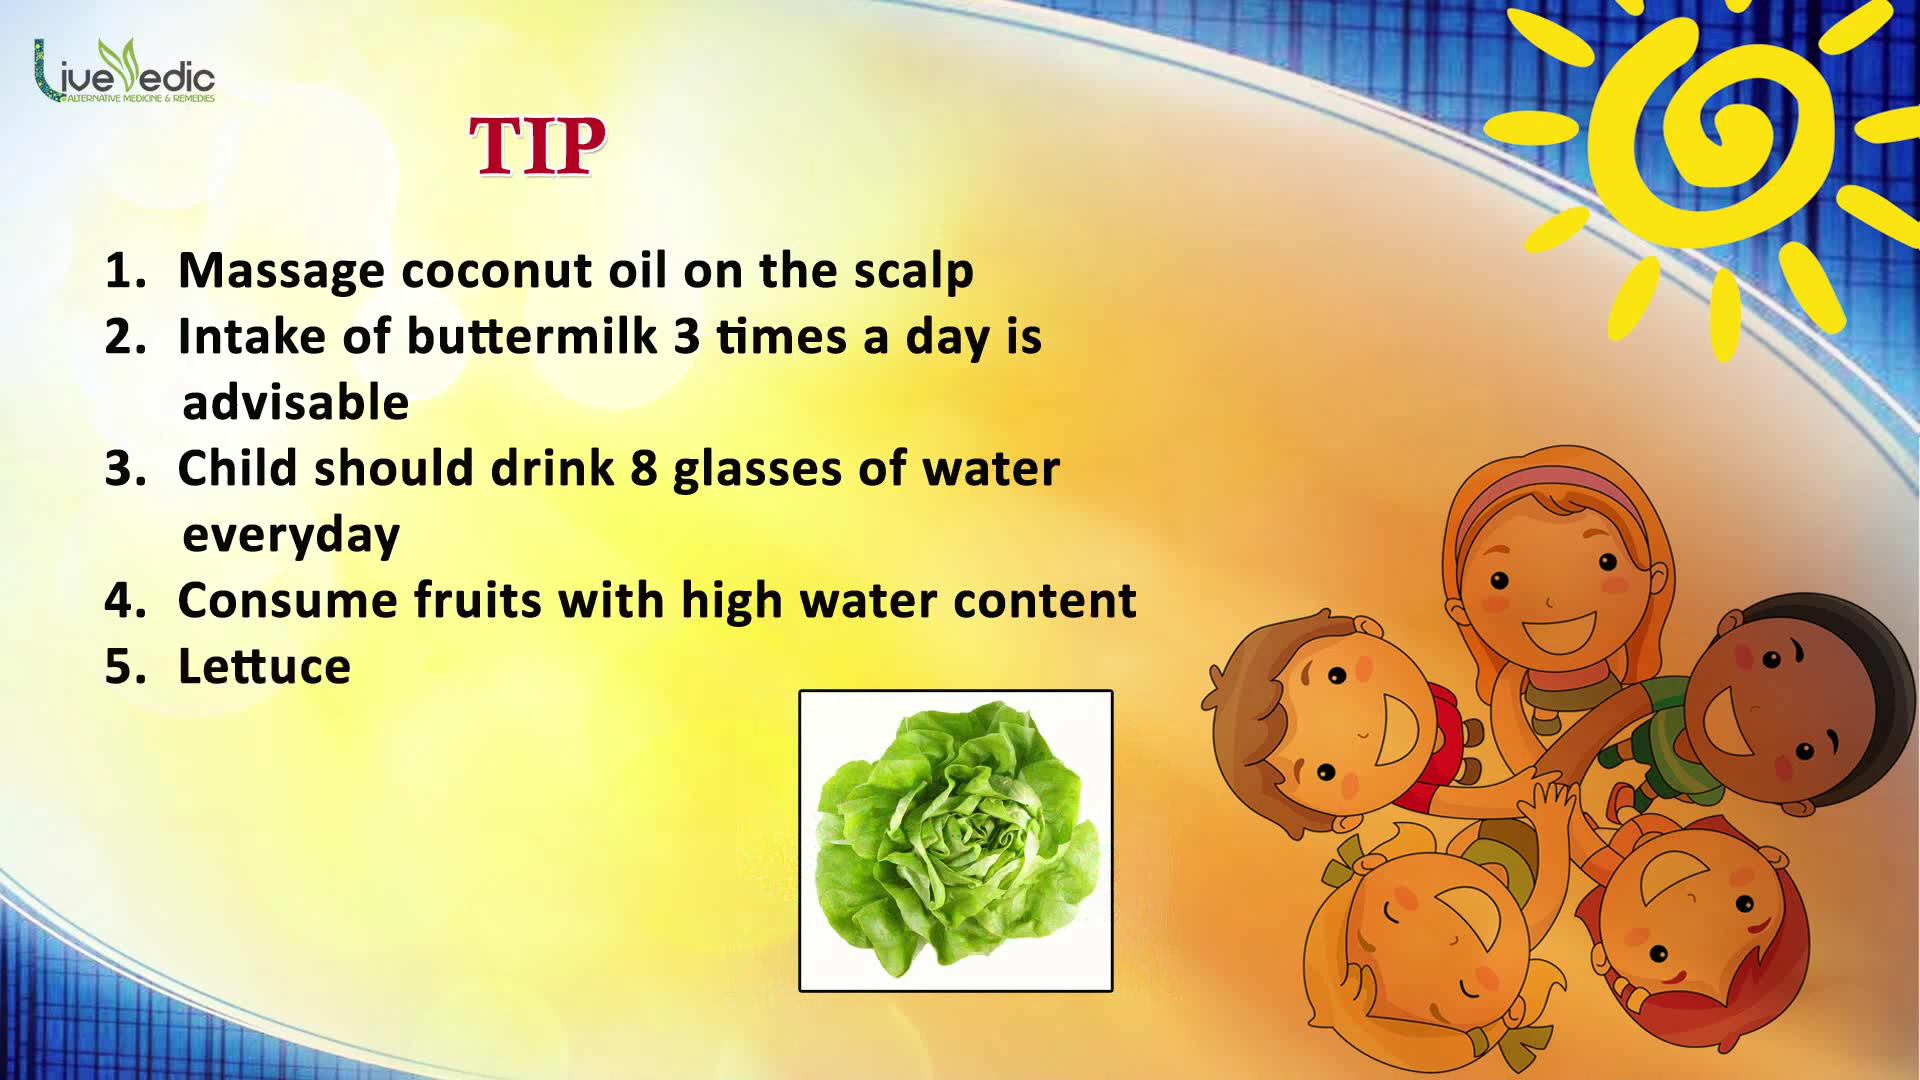 LiveVedic
ALTERNATIVE MEDICINE & REMEDIES
TIP
1. Massage coconut oil on the scalp
2. Intake of buttermilk 3 times a day is
advisable
3. Child should drink 8 glasses of water
everyday
4. Consume fruits with high water content
5. Lettuce